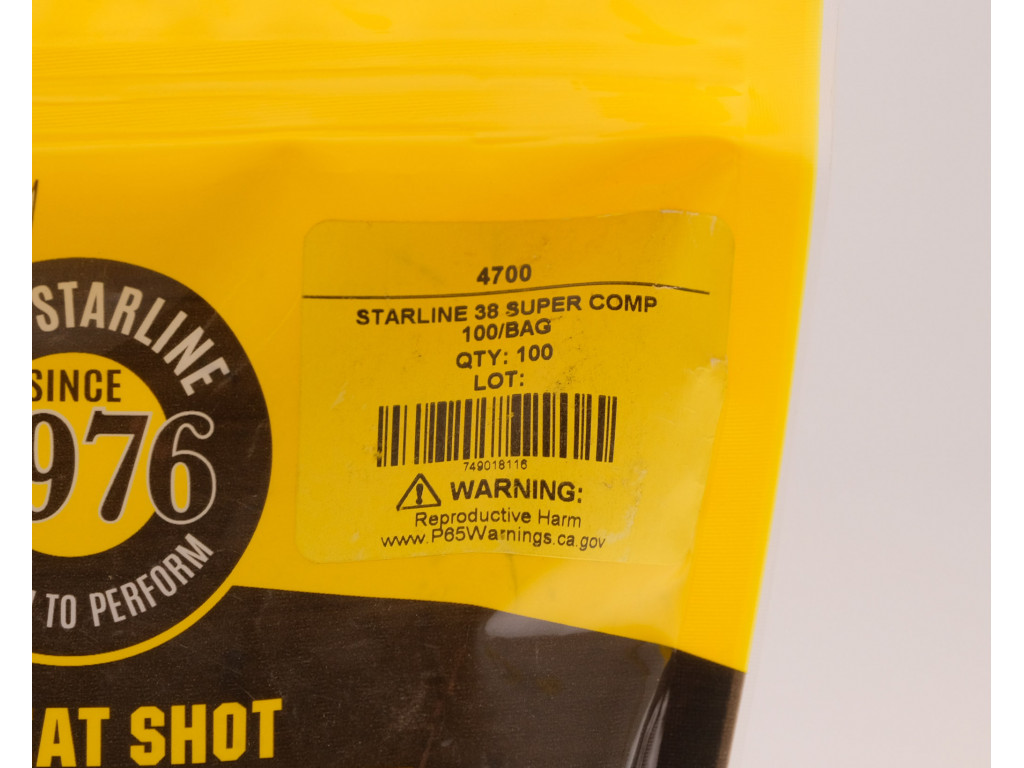 STARLINE
SINCE
976
TO PERFORM
AT SHOT
4700
STARLINE 38 SUPER COMP
100/BAG
QTY: 100
LOT:
749018116
WARNING:
Reproductive Harm
www.P65Warnings.ca.gov